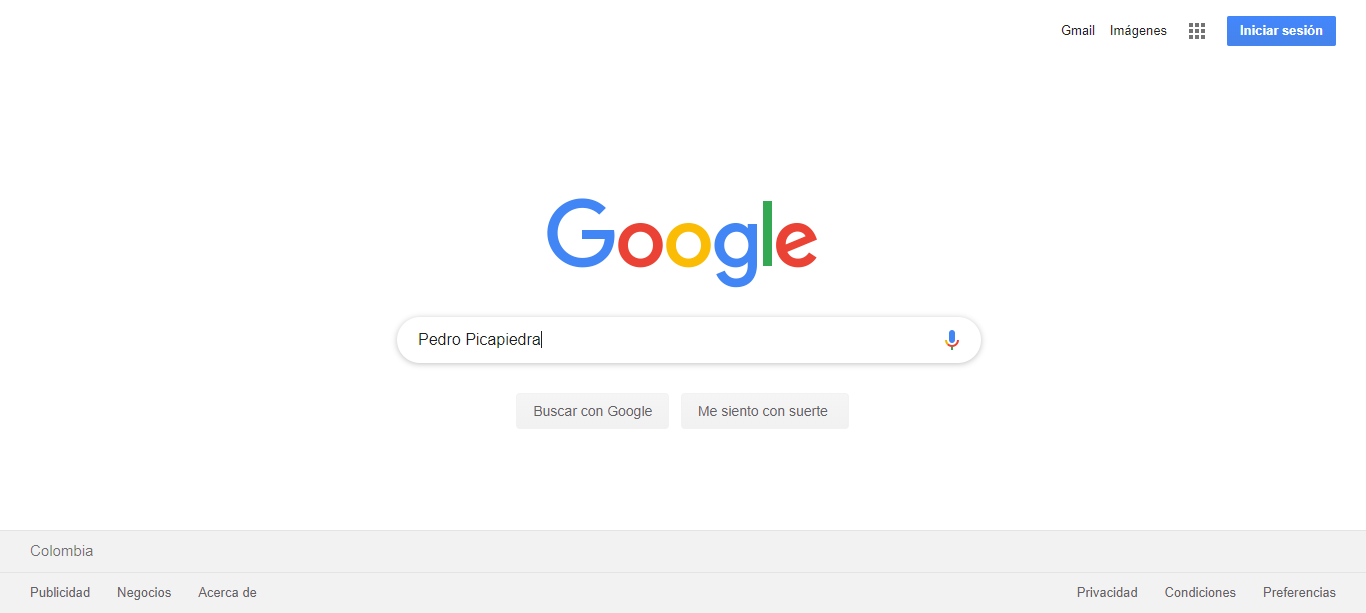 Gmail Imágenes Iniciar sesión
Google
Pedro Picapiedra
Buscar con Google Me siento con suerte
Colombia
Publicidad Negocios Acerca de Privacidad Condiciones Preferencias